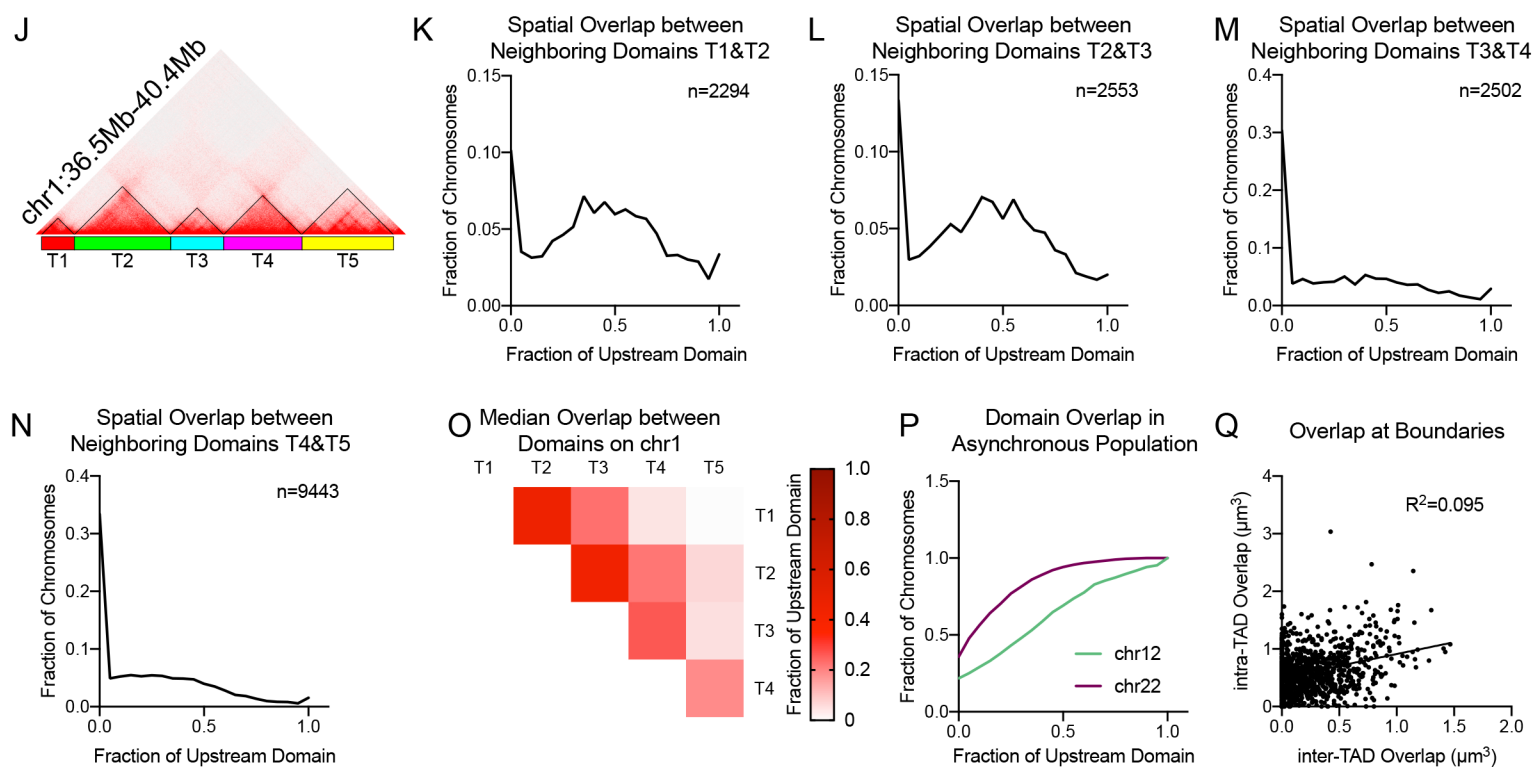 J
chr1:36.5Mb-40.4Mb
T1
T2
T3
T4
T5
K
Spatial Overlap between
Neighboring Domains T1&T2
n=2294
Fraction of Chromosomes
0.15
0.10
0.05
0.00
0.0
0.5
1.0
Fraction of Upstream Domain
L
Spatial Overlap between
Neighboring Domains T2&T3
n=2553
Fraction of Chromosomes
0.15
0.10
0.05
0.00
0.0
0.5
1.0
Fraction of Upstream Domain
M
Spatial Overlap between
Neighboring Domains T3&T4
n=2502
Fraction of Chromosomes
0.4
0.3
0.2
0.1
0.0
0.0
0.5
1.0
Fraction of Upstream Domain
N
Spatial Overlap between
Neighboring Domains T4&T5
n=9443
Fraction of Chromosomes
0.4
0.3
0.2
0.1
0.0
0.0
0.5
1.0
Fraction of Upstream Domain
O
Median Overlap between
Domains on chr1
T1
T2
T3
T4
T5
T1
T2
T3
T4
Fraction of Upstream Domain
1.0
0.8
0.6
0.4
0.2
0
P
Domain Overlap in
Asynchronous Population
Fraction of Chromosomes
1.5
1.0
0.5
0.0
chr12
chr22
0.0
0.5
1.0
Fraction of Upstream Domain
Q
Overlap at Boundaries
R²=0.095
intra-TAD Overlap (µm³)
4
3
2
1
0
0.0
0.5
1.0
1.5
2.0
inter-TAD Overlap (µm³)